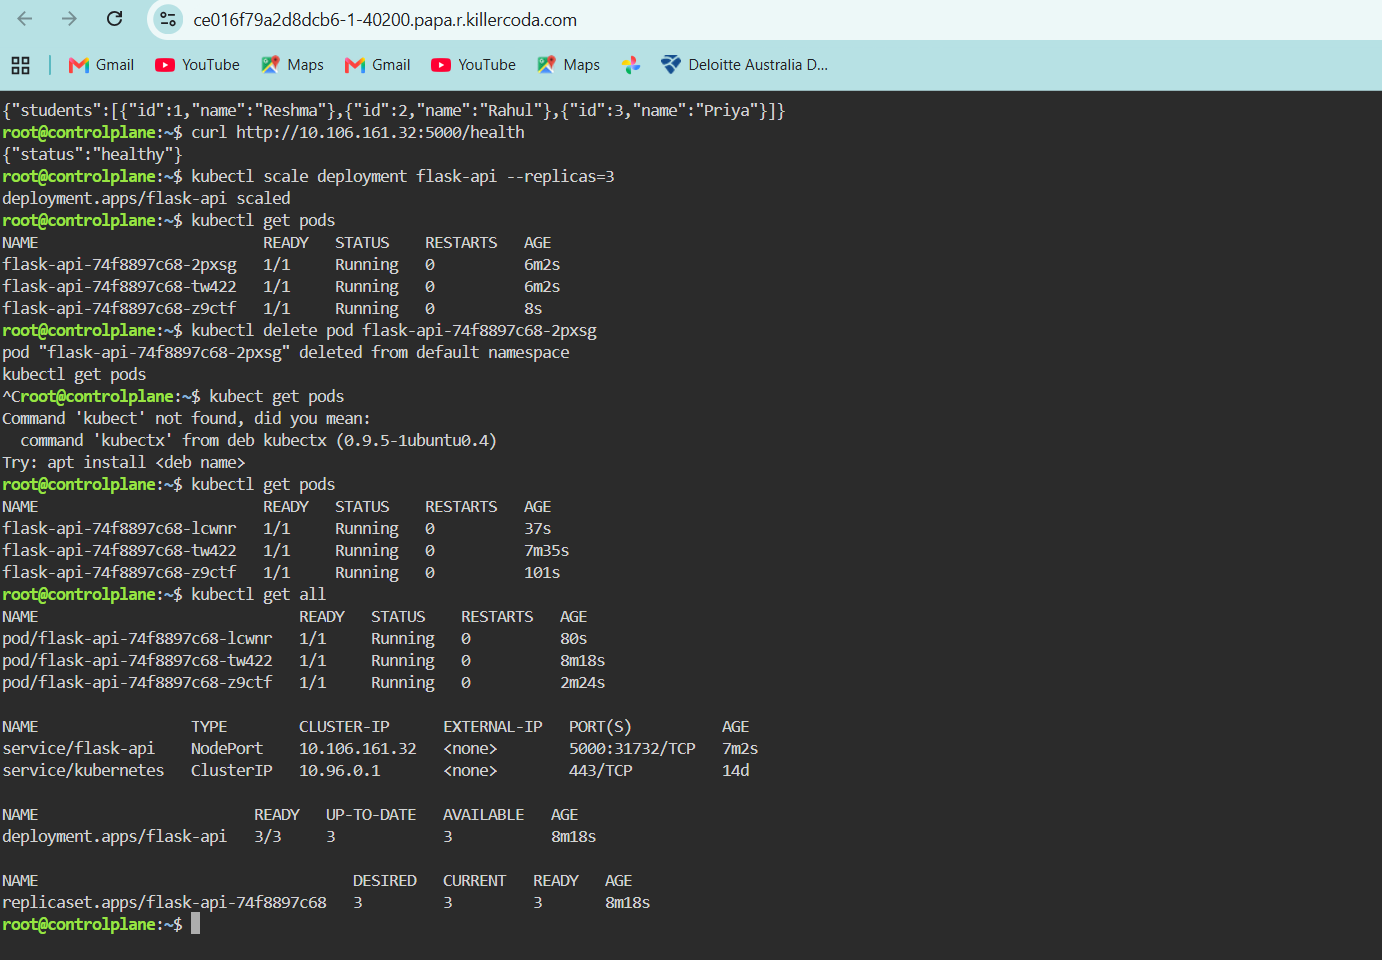 ce016f79a2d8dcb6-1-40200.papa.r.killercoda.com
Gmail YouTube Maps Gmail YouTube Maps Deloitte Australia D...
{"students":[{"id":1,"name":"Reshma"},{"id":2,"name":"Rahul"},{"id":3,"name":"Priya"}]}
root@controlplane:~$ curl http://10.106.161.32:5000/health
{"status":"healthy"}
root@controlplane:~$ kubectl scale deployment flask-api --replicas=3
deployment.apps/flask-api scaled
root@controlplane:~$ kubectl get pods
NAME                         READY   STATUS    RESTARTS   AGE
flask-api-74f8897c68-2pxsg   1/1     Running   0          6m2s
flask-api-74f8897c68-tw422   1/1     Running   0          6m2s
flask-api-74f8897c68-z9ctf   1/1     Running   0          8s
root@controlplane:~$ kubectl delete pod flask-api-74f8897c68-2pxsg
pod "flask-api-74f8897c68-2pxsg" deleted from default namespace
kubectl get pods
^Croot@controlplane:~$ kubect get pods
Command 'kubect' not found, did you mean:
  command 'kubectx' from deb kubectx (0.9.5-1ubuntu0.4)
Try: apt install <deb name>
root@controlplane:~$ kubectl get pods
NAME                         READY   STATUS    RESTARTS   AGE
flask-api-74f8897c68-lcwnr   1/1     Running   0          37s
flask-api-74f8897c68-tw422   1/1     Running   0          7m35s
flask-api-74f8897c68-z9ctf   1/1     Running   0          101s
root@controlplane:~$ kubectl get all
NAME                             READY   STATUS    RESTARTS   AGE
pod/flask-api-74f8897c68-lcwnr   1/1     Running   0          80s
pod/flask-api-74f8897c68-tw422   1/1     Running   0          8m18s
pod/flask-api-74f8897c68-z9ctf   1/1     Running   0          2m24s

NAME                 TYPE        CLUSTER-IP      EXTERNAL-IP   PORT(S)          AGE
service/flask-api    NodePort    10.106.161.32   <none>        5000:31732/TCP   7m2s
service/kubernetes   ClusterIP   10.96.0.1       <none>        443/TCP          14d

NAME                        READY   UP-TO-DATE   AVAILABLE   AGE
deployment.apps/flask-api   3/3     3            3           8m18s

NAME                                   DESIRED   CURRENT   READY   AGE
replicaset.apps/flask-api-74f8897c68   3         3         3       8m18s
root@controlplane:~$